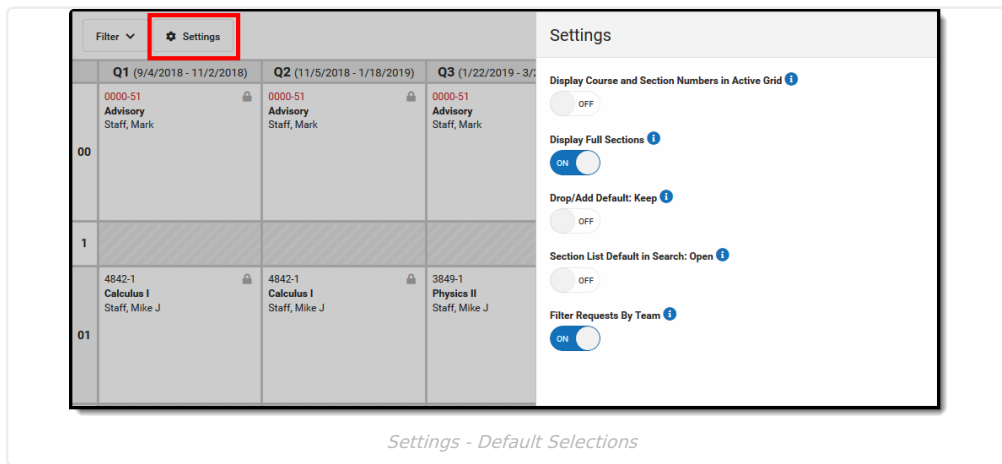 Filter
Settings
Settings
Q1 (9/4/2018 - 11/2/2018)
Q2 (11/5/2018 - 1/18/2019)
Q3 (1/22/2019 - 3/2
Display Course and Section Numbers in Active Grid
OFF
Display Full Sections
ON
Drop/Add Default: Keep
OFF
Section List Default in Search: Open
OFF
Filter Requests By Team
ON
00
0000-51
Advisory
Staff, Mark
0000-51
Advisory
Staff, Mark
0000-51
Advisory
Staff, Mark
1
01
4842-1
Calculus I
Staff, Mike J
4842-1
Calculus I
Staff, Mike J
3849-1
Physics II
Staff, Mike J
Settings - Default Selections